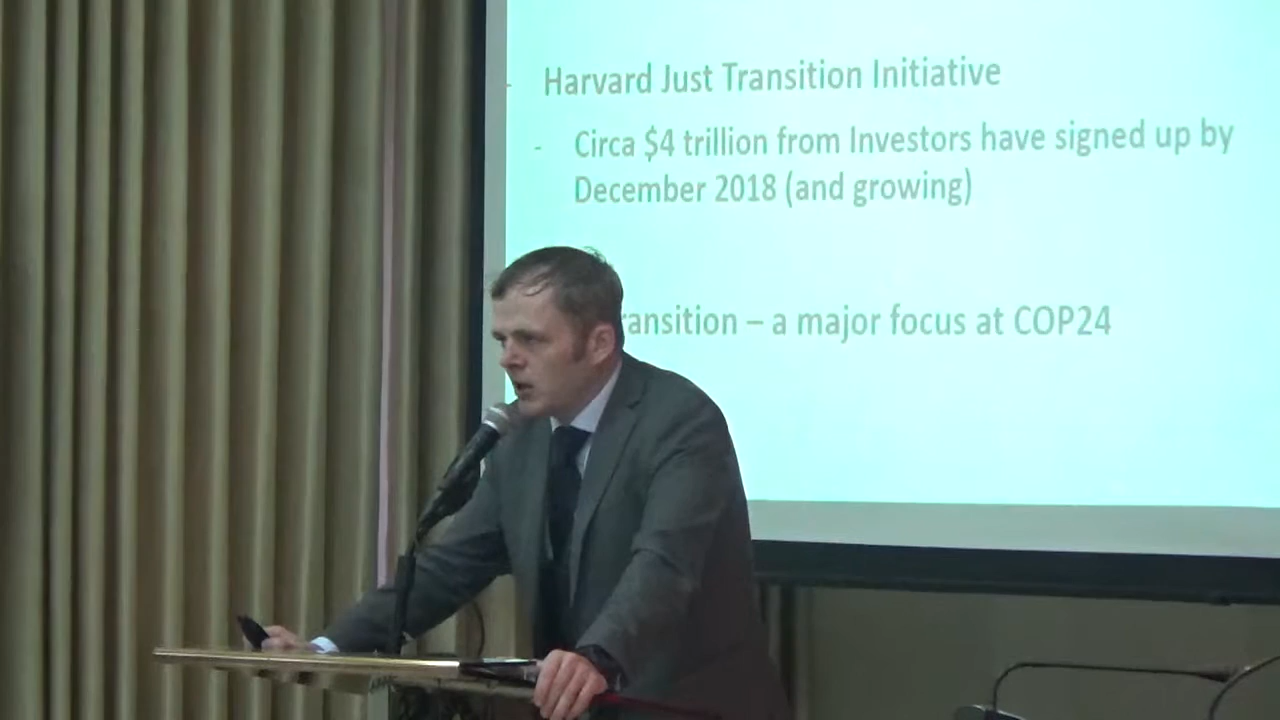 - Harvard Just Transition Initiative
- Circa $4 trillion from Investors have signed up by
December 2018 (and growing)
ransition – a major focus at COP24